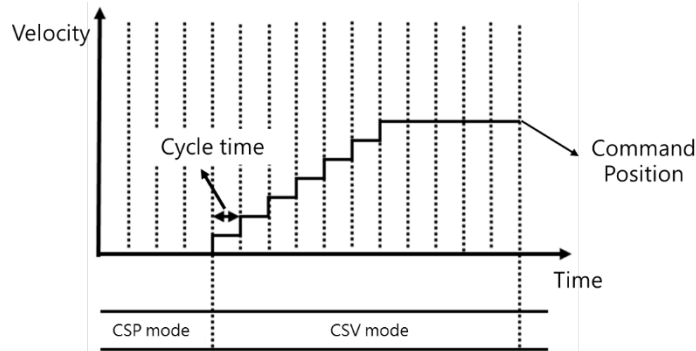 Velocity
Cycle time
Command
Position
Time
CSP mode
CSV mode